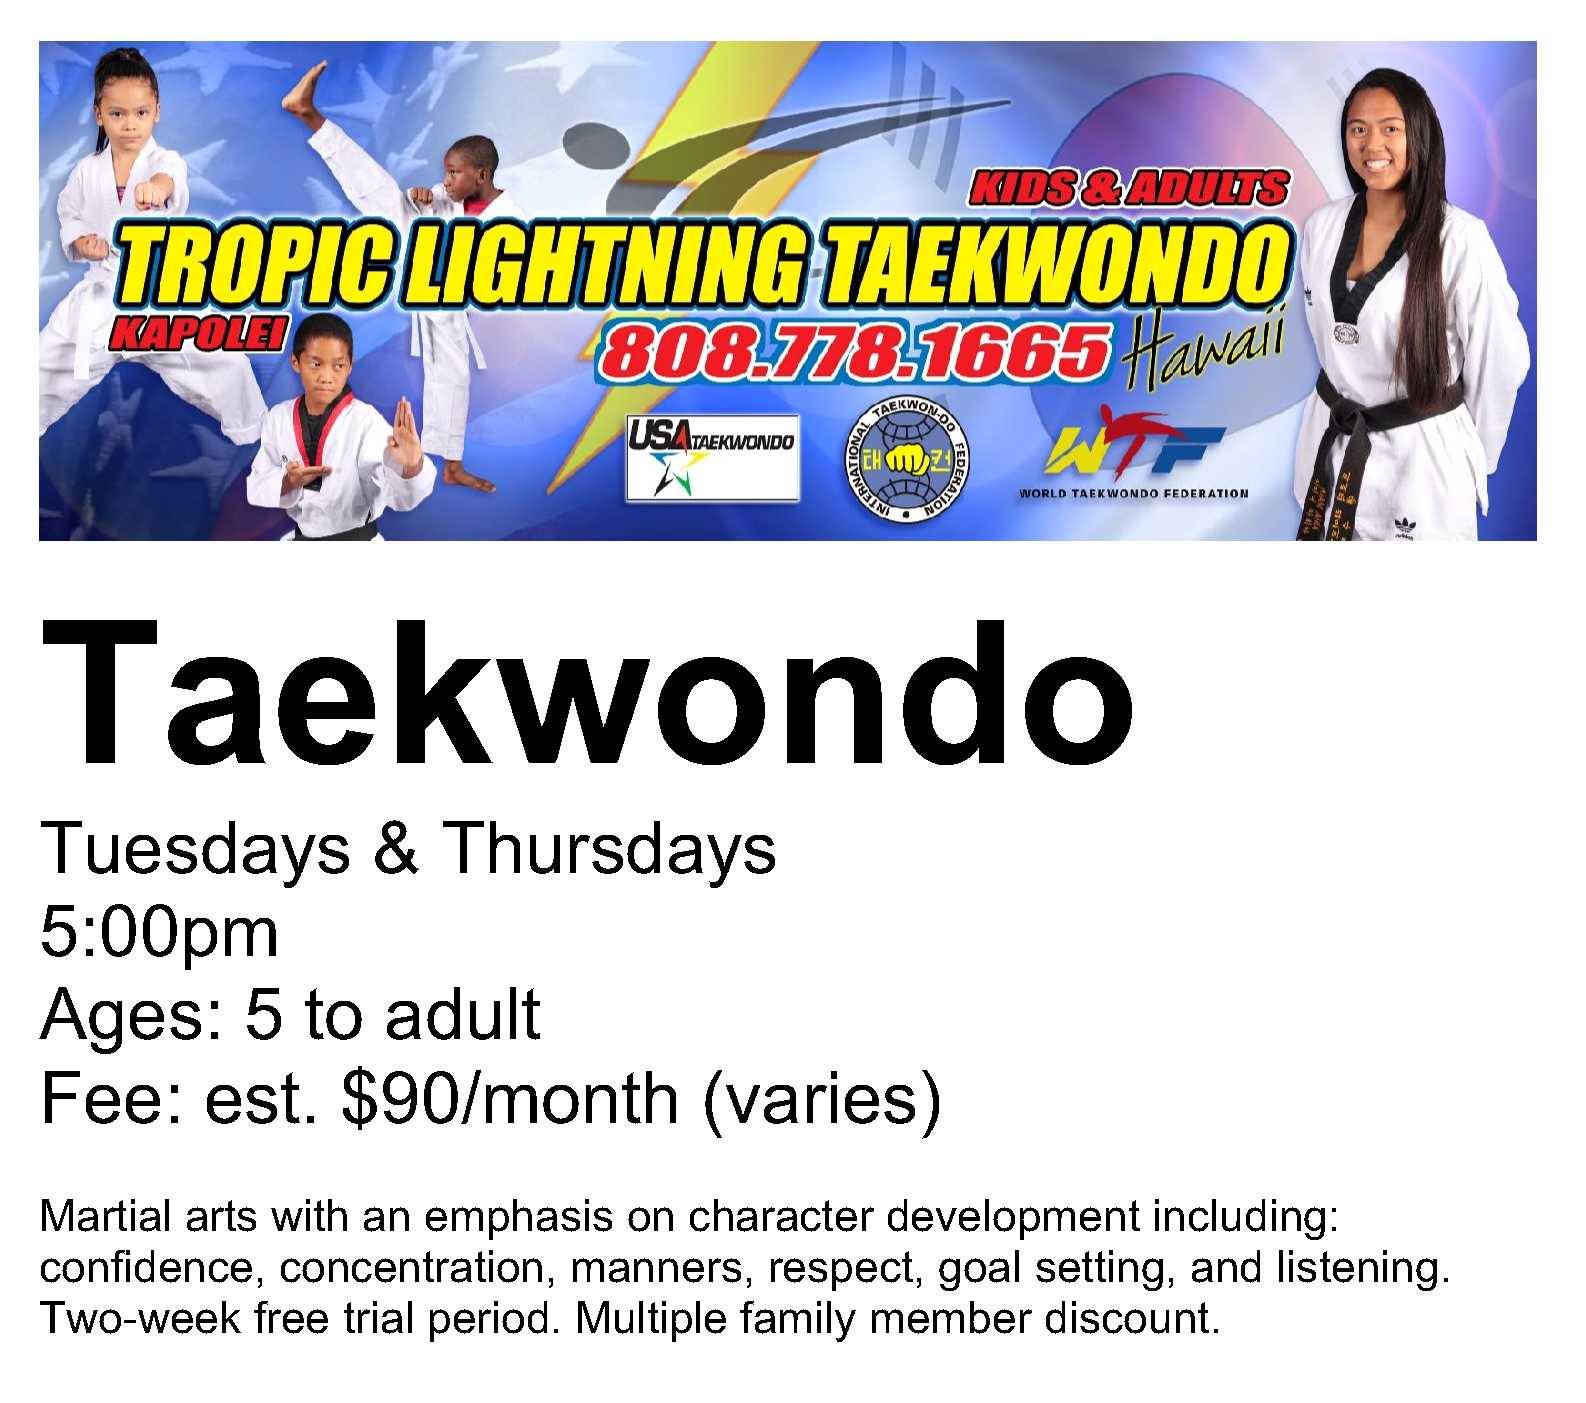 KIDS & ADULTS
TROPIC LIGHTNING TAEKWONDO
KAPOLEI
808.778.1665
Hawaii
USA TAEKWONDO
INTERNATIONAL TAEKWON-DO FEDERATION
태 권
WTF
WORLD TAEKWONDO FEDERATION
adidas
Taekwondo
Tuesdays & Thursdays
5:00pm
Ages: 5 to adult
Fee: est. $90/month (varies)
Martial arts with an emphasis on character development including:
confidence, concentration, manners, respect, goal setting, and listening.
Two-week free trial period. Multiple family member discount.